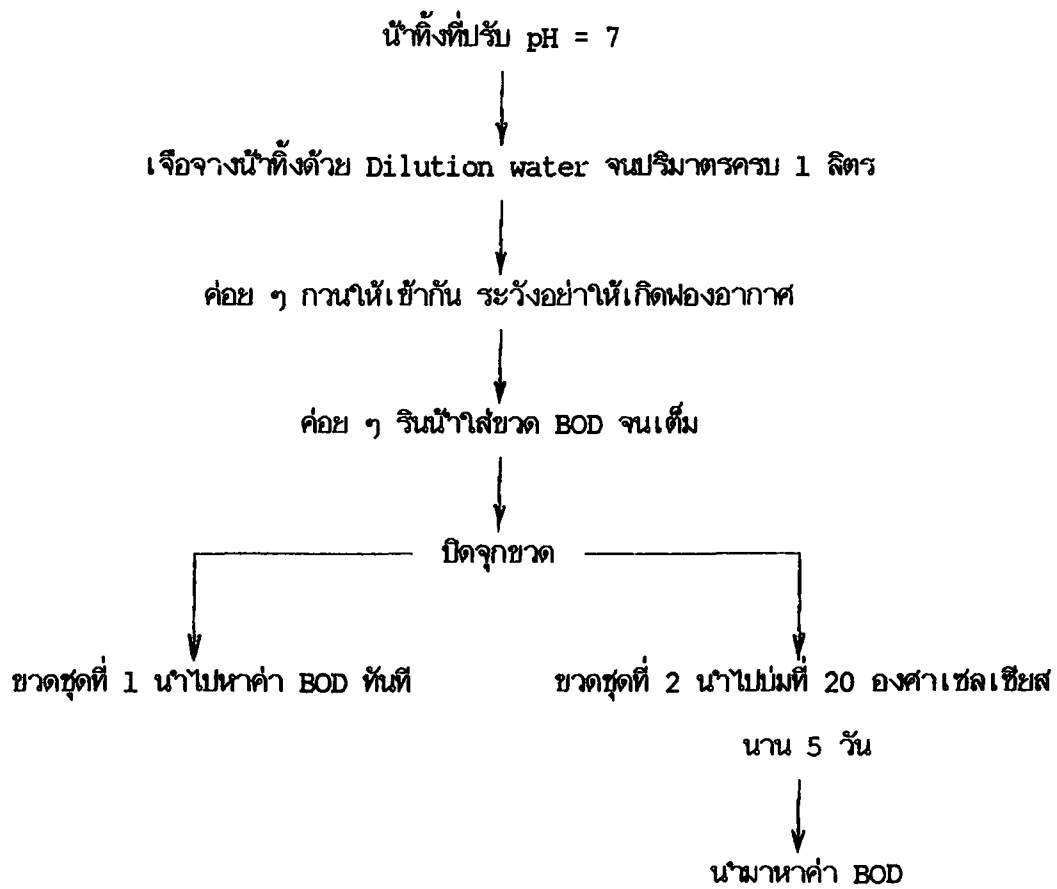 น้ำทิ้งที่ปรับ pH = 7
เจือจางน้ำทิ้งด้วย Dilution water จนปริมาตรครบ 1 ลิตร
ค่อย ๆ กวนให้เข้ากัน ระวังอย่าให้เกิดฟองอากาศ
ค่อย ๆ รินน้ำใส่ขวด BOD จนเต็ม
ปิดจุกขวด
ขวดชุดที่ 1 นำไปหาค่า BOD ทันที
ขวดชุดที่ 2 นำไปบ่มที่ 20 องศาเซลเซียส
นาน 5 วัน
นำมาหาค่า BOD